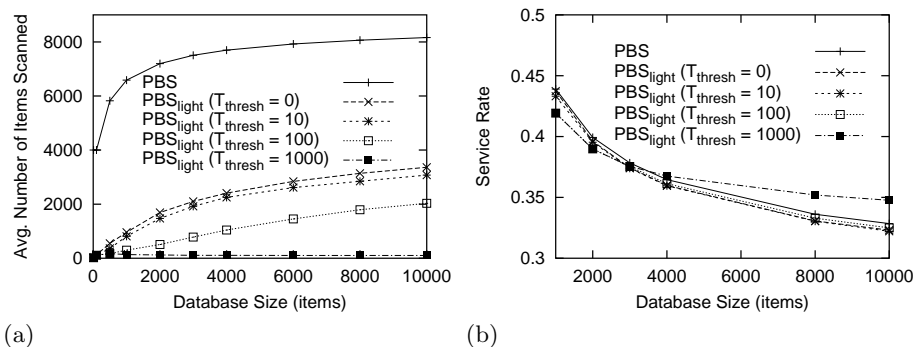 8000
6000
4000
2000
0
Avg. Number of Items Scanned
PBS
PBSlight (Tthresh = 0)
PBSlight (Tthresh = 10)
PBSlight (Tthresh = 100)
PBSlight (Tthresh = 1000)
0 2000 4000 6000 8000 10000
Database Size (items)
(a)
0.5
0.45
0.4
0.35
0.3
Service Rate
PBS
PBSlight (Tthresh = 0)
PBSlight (Tthresh = 10)
PBSlight (Tthresh = 100)
PBSlight (Tthresh = 1000)
2000 4000 6000 8000 10000
Database Size (items)
(b)